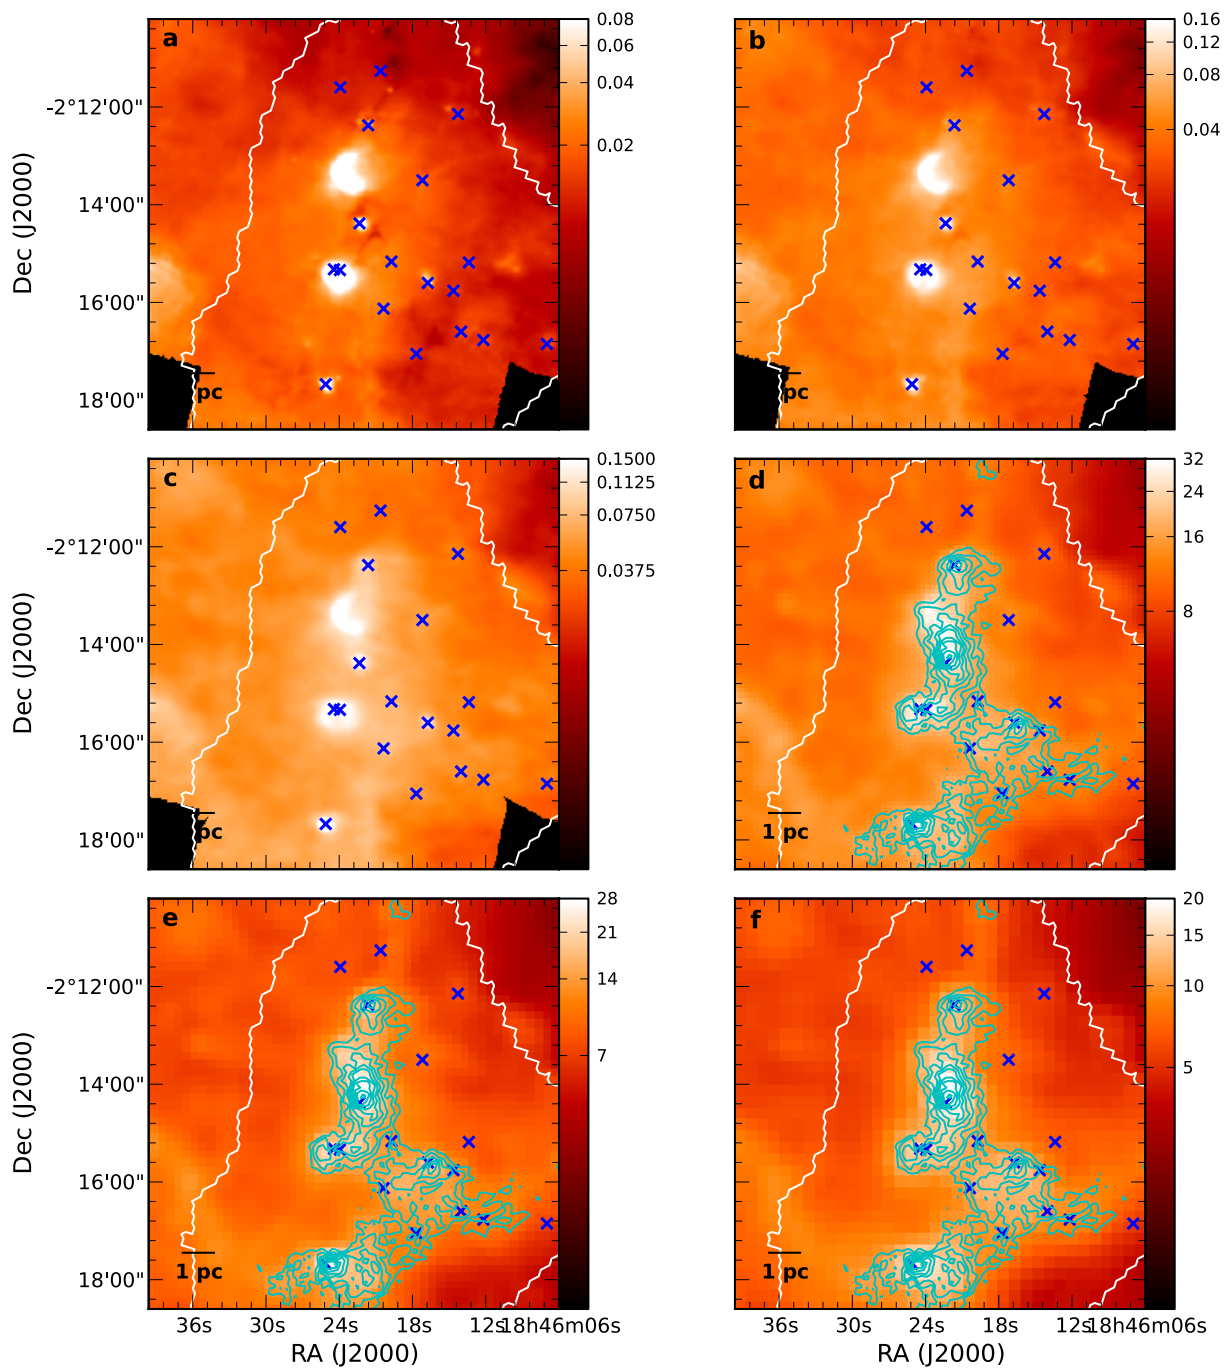 a
0.08
0.06
0.04
0.02
-2°12'00"
14'00"
16'00"
18'00"
Dec (J2000)
pc
b
0.16
0.12
0.08
0.04
pc
c
0.1500
0.1125
0.0750
0.0375
-2°12'00"
14'00"
16'00"
18'00"
Dec (J2000)
pc
d
32
24
16
8
1 pc
e
28
21
14
7
-2°12'00"
14'00"
16'00"
18'00"
Dec (J2000)
1 pc
36s 30s 24s 18s 12s 18h46m06s
RA (J2000)
f
20
15
10
5
1 pc
36s 30s 24s 18s 12s 18h46m06s
RA (J2000)